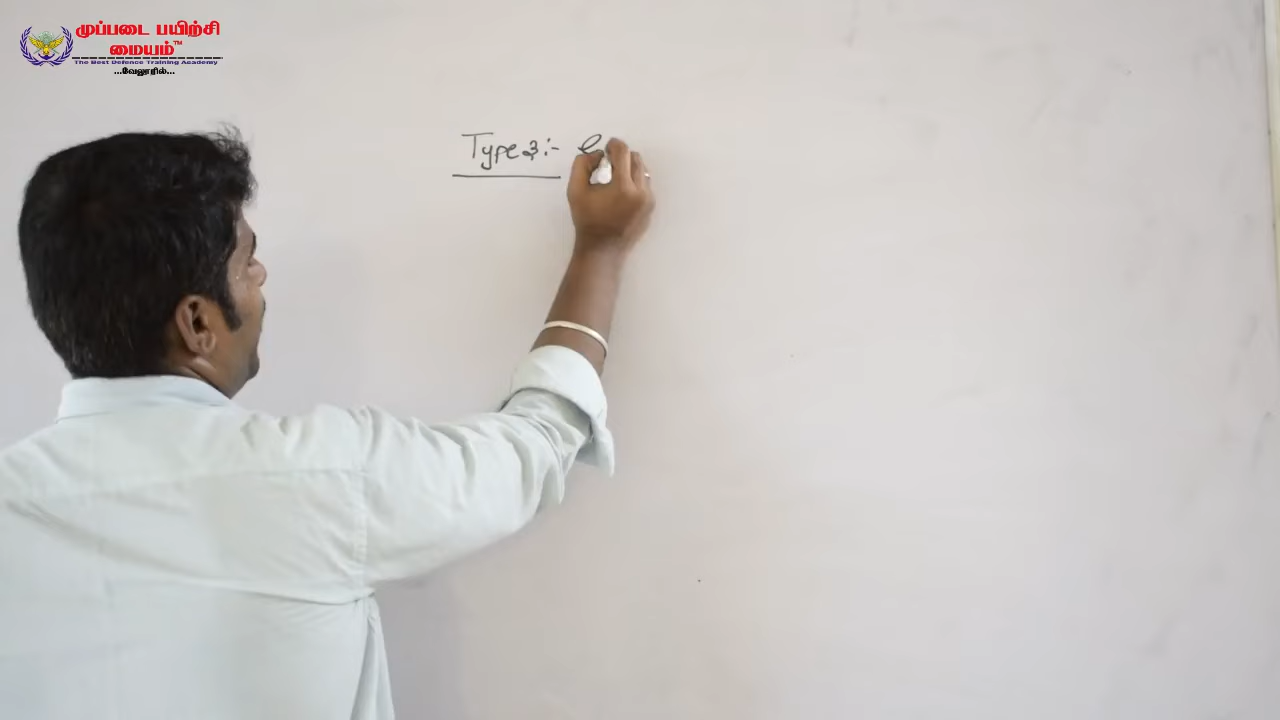 முப்படை பயிற்சி
மையம்™
The Best Defence Training Academy
...வேலூரில்...
Type 3:- e